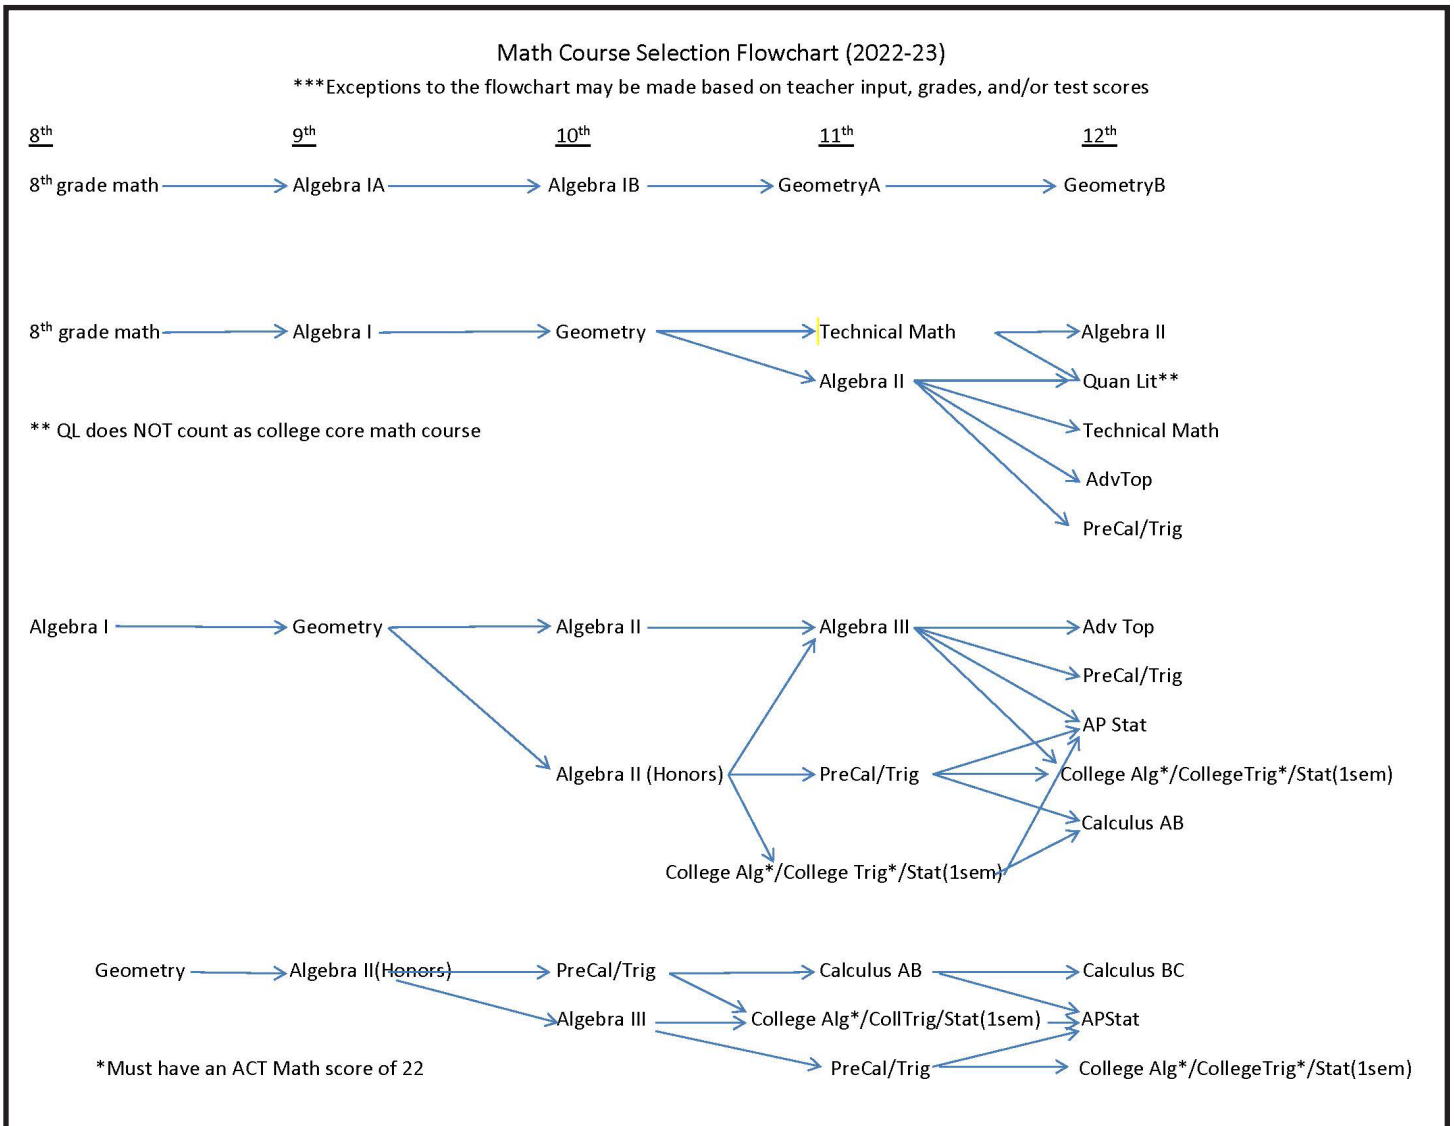 Math Course Selection Flowchart (2022-23)
***Exceptions to the flowchart may be made based on teacher input, grades, and/or test scores
8th 9th 10th 11th 12th
8th grade math Algebra IA Algebra IB GeometryA GeometryB
8th grade math Algebra I Geometry Technical Math Algebra II
Algebra II Quan Lit**
** QL does NOT count as college core math course Technical Math
AdvTop
PreCal/Trig
Algebra I Geometry Algebra II Algebra III Adv Top
PreCal/Trig
AP Stat
Algebra II (Honors) PreCal/Trig College Alg*/CollegeTrig*/Stat(1sem)
Calculus AB
College Alg*/College Trig*/Stat(1sem)
Geometry Algebra II(Honors) PreCal/Trig Calculus AB Calculus BC
Algebra III College Alg*/CollTrig/Stat(1sem) APStat
*Must have an ACT Math score of 22 PreCal/Trig College Alg*/CollegeTrig*/Stat(1sem)